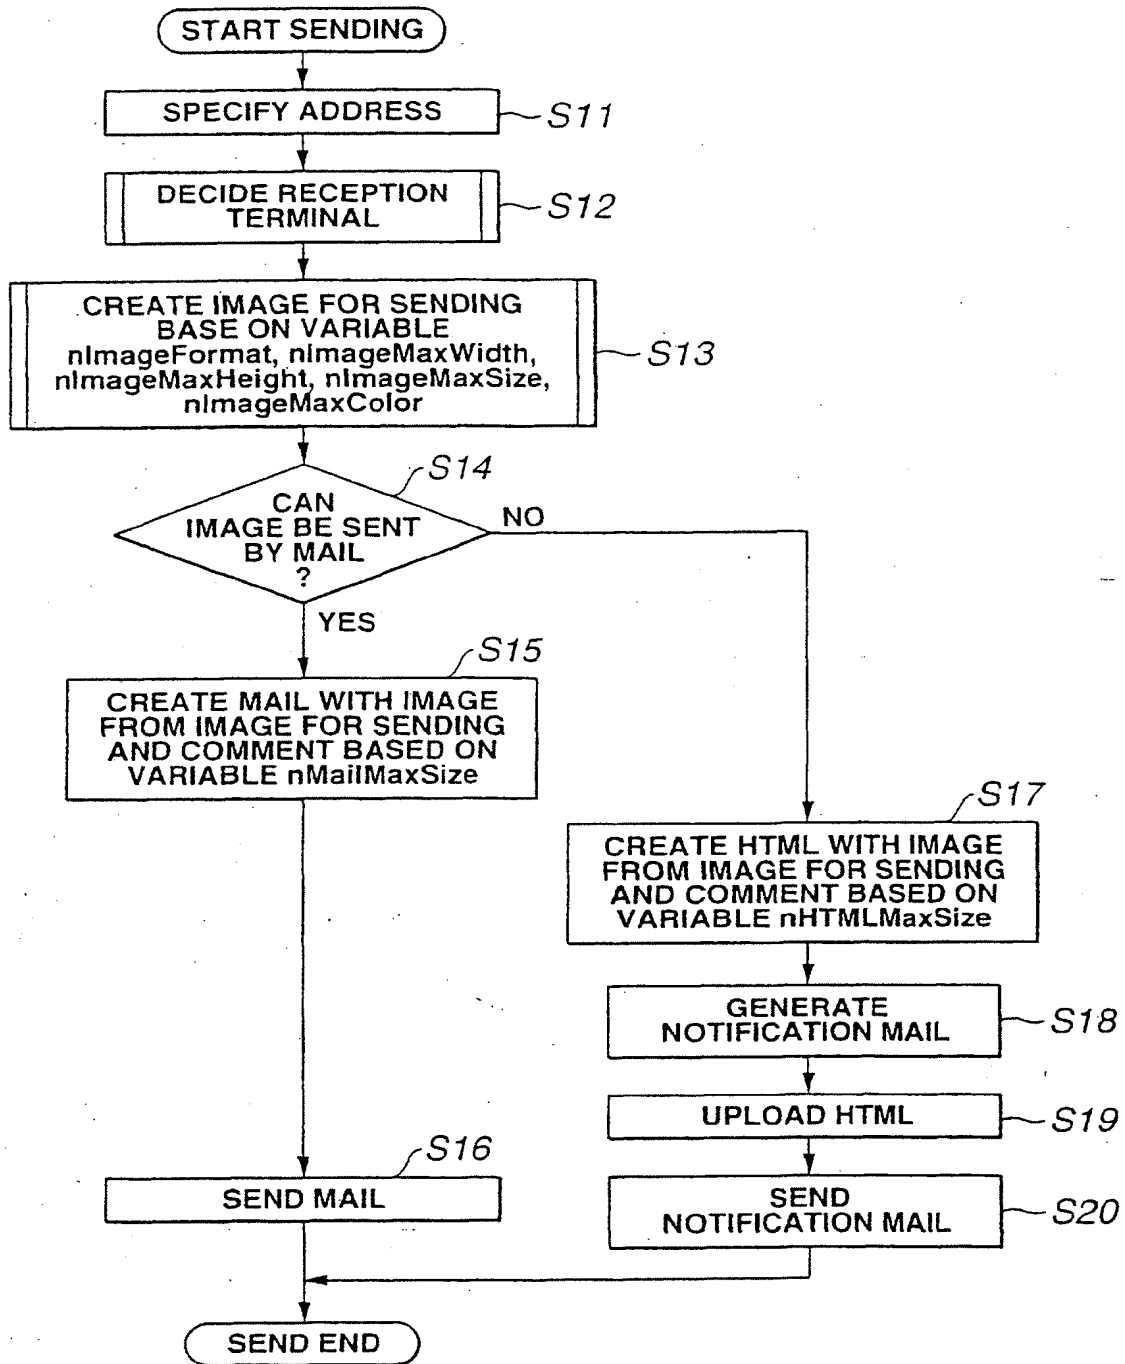 START SENDING
SPECIFY ADDRESS
S11
DECIDE RECEPTION
TERMINAL
S12
CREATE IMAGE FOR SENDING
BASE ON VARIABLE
nImageFormat, nImageMaxWidth,
nImageMaxHeight, nImageMaxSize,
nImageMaxColor
S13
S14
CAN
IMAGE BE SENT
BY MAIL
?
NO
YES
S15
CREATE MAIL WITH IMAGE
FROM IMAGE FOR SENDING
AND COMMENT BASED ON
VARIABLE nMailMaxSize
S17
CREATE HTML WITH IMAGE
FROM IMAGE FOR SENDING
AND COMMENT BASED ON
VARIABLE nHTMLMaxSize
GENERATE
NOTIFICATION MAIL
S18
UPLOAD HTML
S19
S16
SEND MAIL
SEND
NOTIFICATION MAIL
S20
SEND END